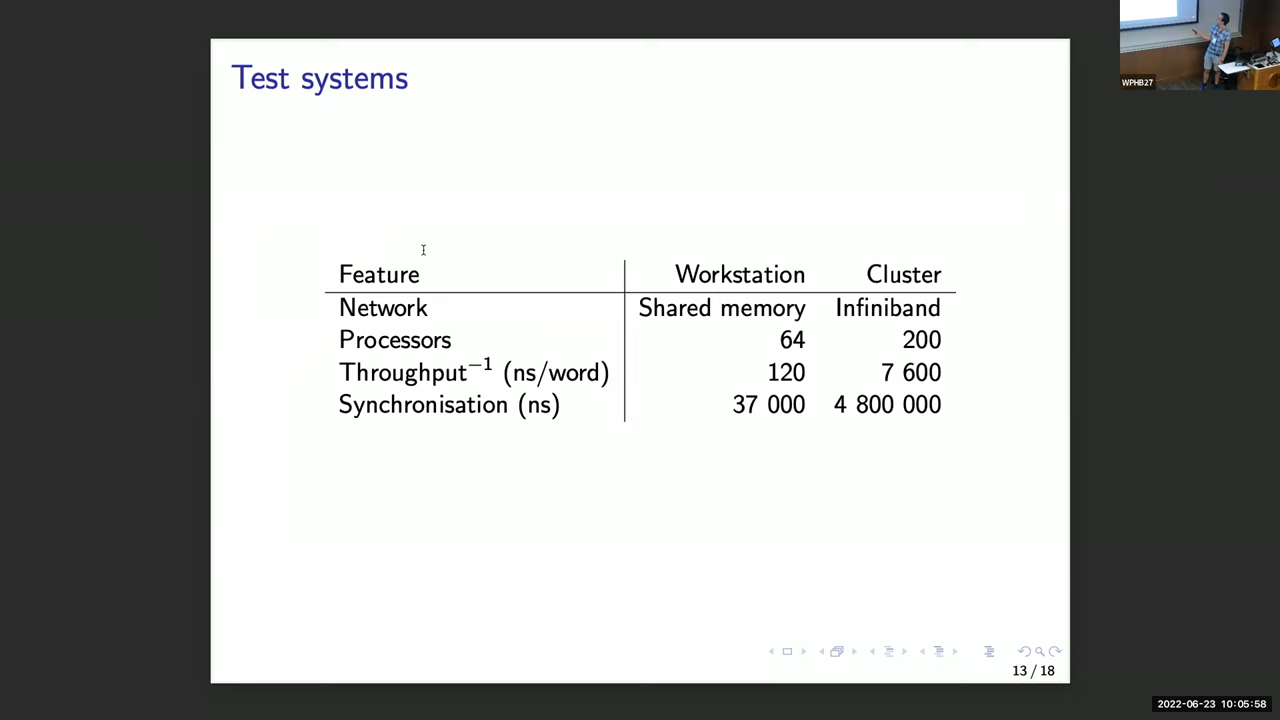 Test systems
WPHB27
Feature Workstation Cluster
Network Shared memory Infiniband
Processors 64 200
Throughput⁻¹ (ns/word) 120 7 600
Synchronisation (ns) 37 000 4 800 000
13 / 18
2022-06-23 10:05:58